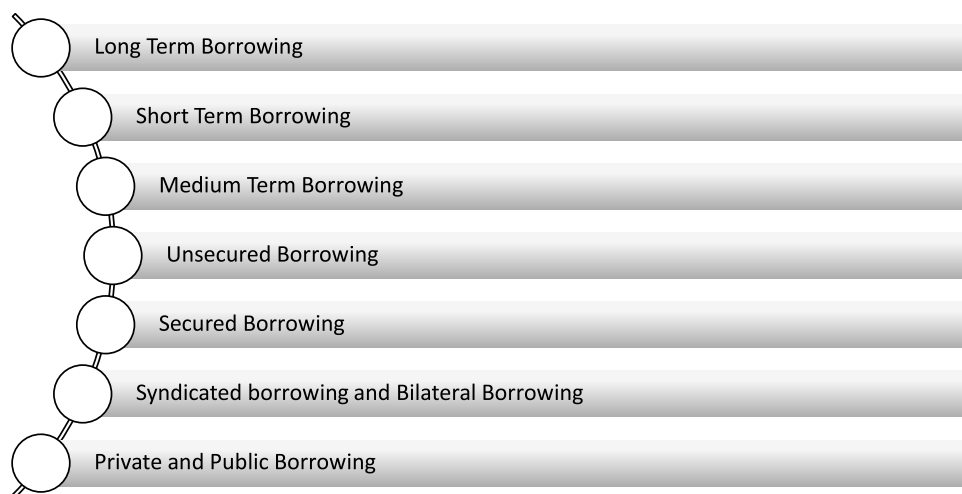 Long Term Borrowing
Short Term Borrowing
Medium Term Borrowing
Unsecured Borrowing
Secured Borrowing
Syndicated borrowing and Bilateral Borrowing
Private and Public Borrowing